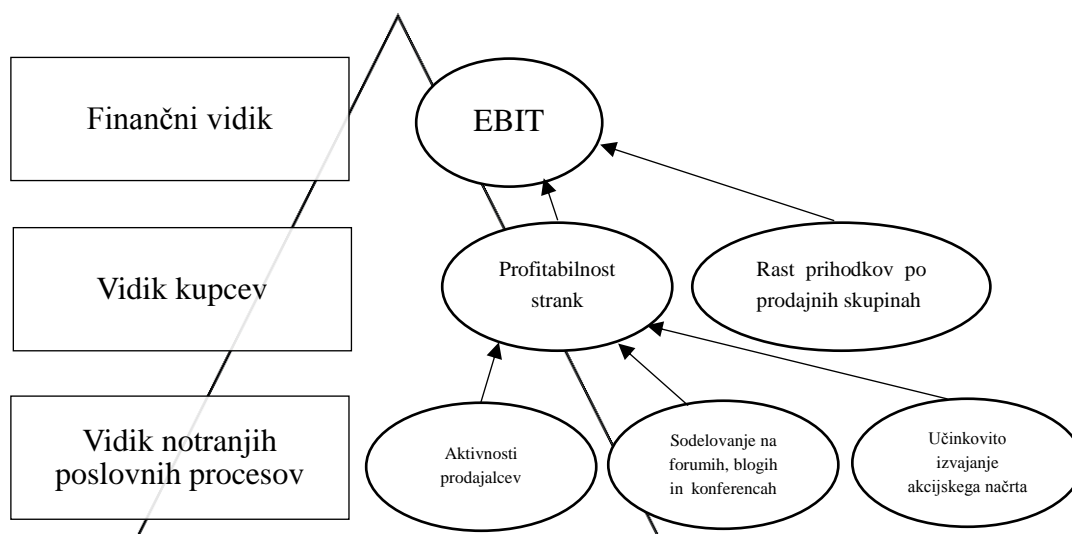 Finančni vidik
EBIT
Vidik kupcev
Profitabilnost
strank
Rast prihodkov po
prodajnih skupinah
Vidik notranjih
poslovnih procesov
Aktivnosti
prodajalcev
Sodelovanje na
forumih, blogih
in konferencah
Učinkovito
izvajanje
akcijskega načrta